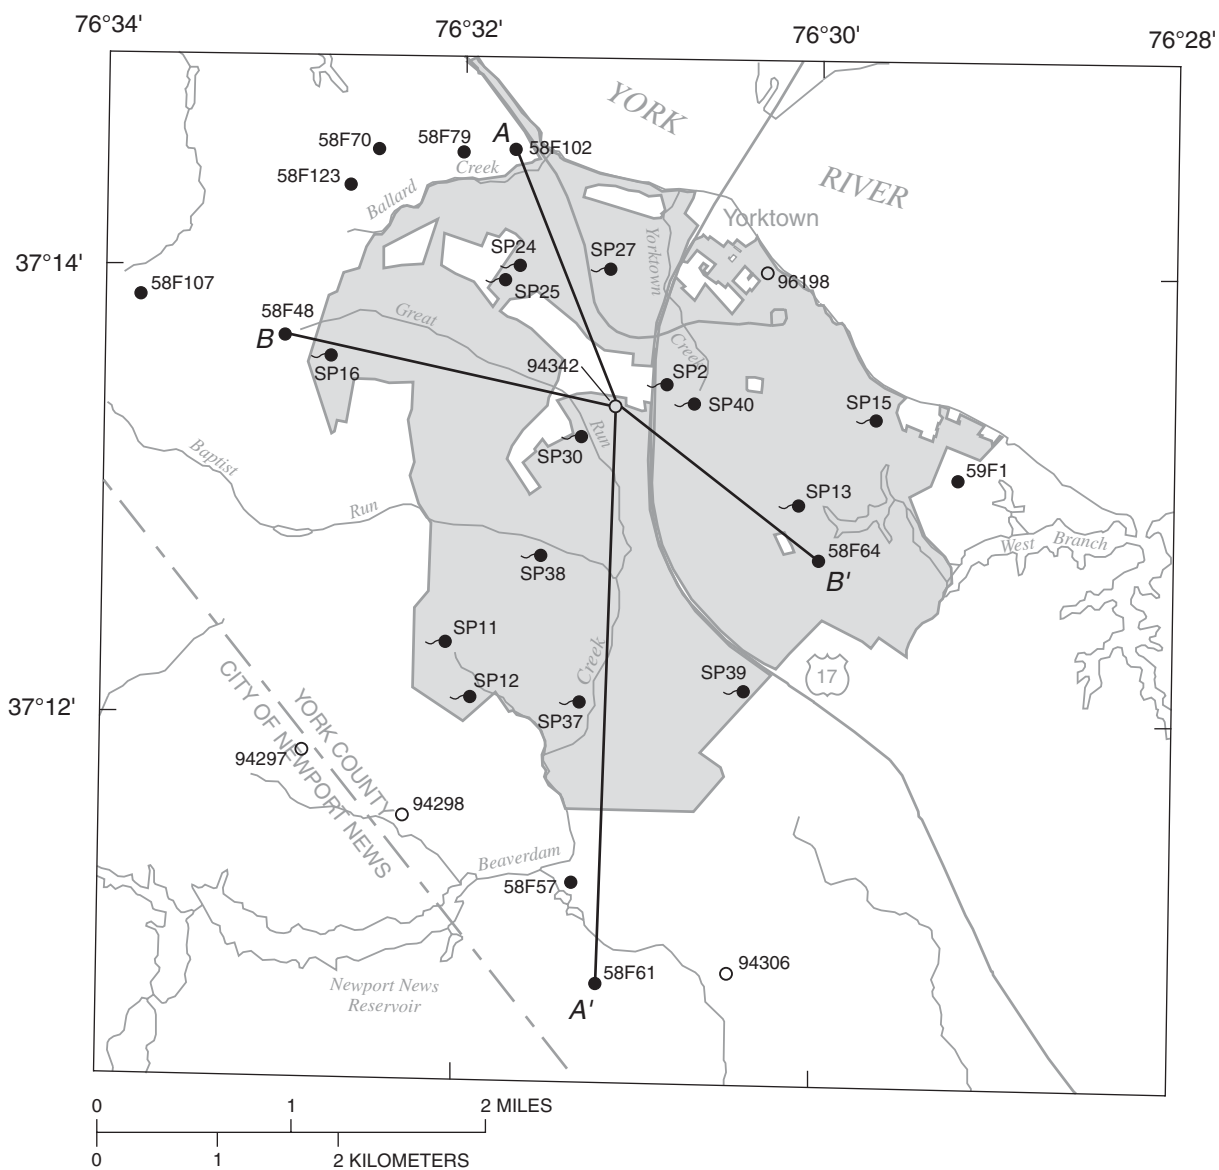 76°34'
76°32'
76°30'
76°28'
YORK
RIVER
58F70
58F79
A
58F102
58F123
Creek
Ballard
Yorktown
Yorktown
Creek
SP24
SP27
37°14'
58F107
SP25
96198
58F48
B
Great
SP16
94342
SP2
SP40
SP15
Run
SP30
Baptist
Run
59F1
SP13
West Branch
58F64
B'
SP38
SP11
Creek
SP12
SP39
17
37°12'
SP37
YORK COUNTY
CITY OF NEWPORT NEWS
94297
94298
Beaverdam
58F57
94306
58F61
Newport News
Reservoir
A'
0 1 2 MILES
0 1 2 KILOMETERS